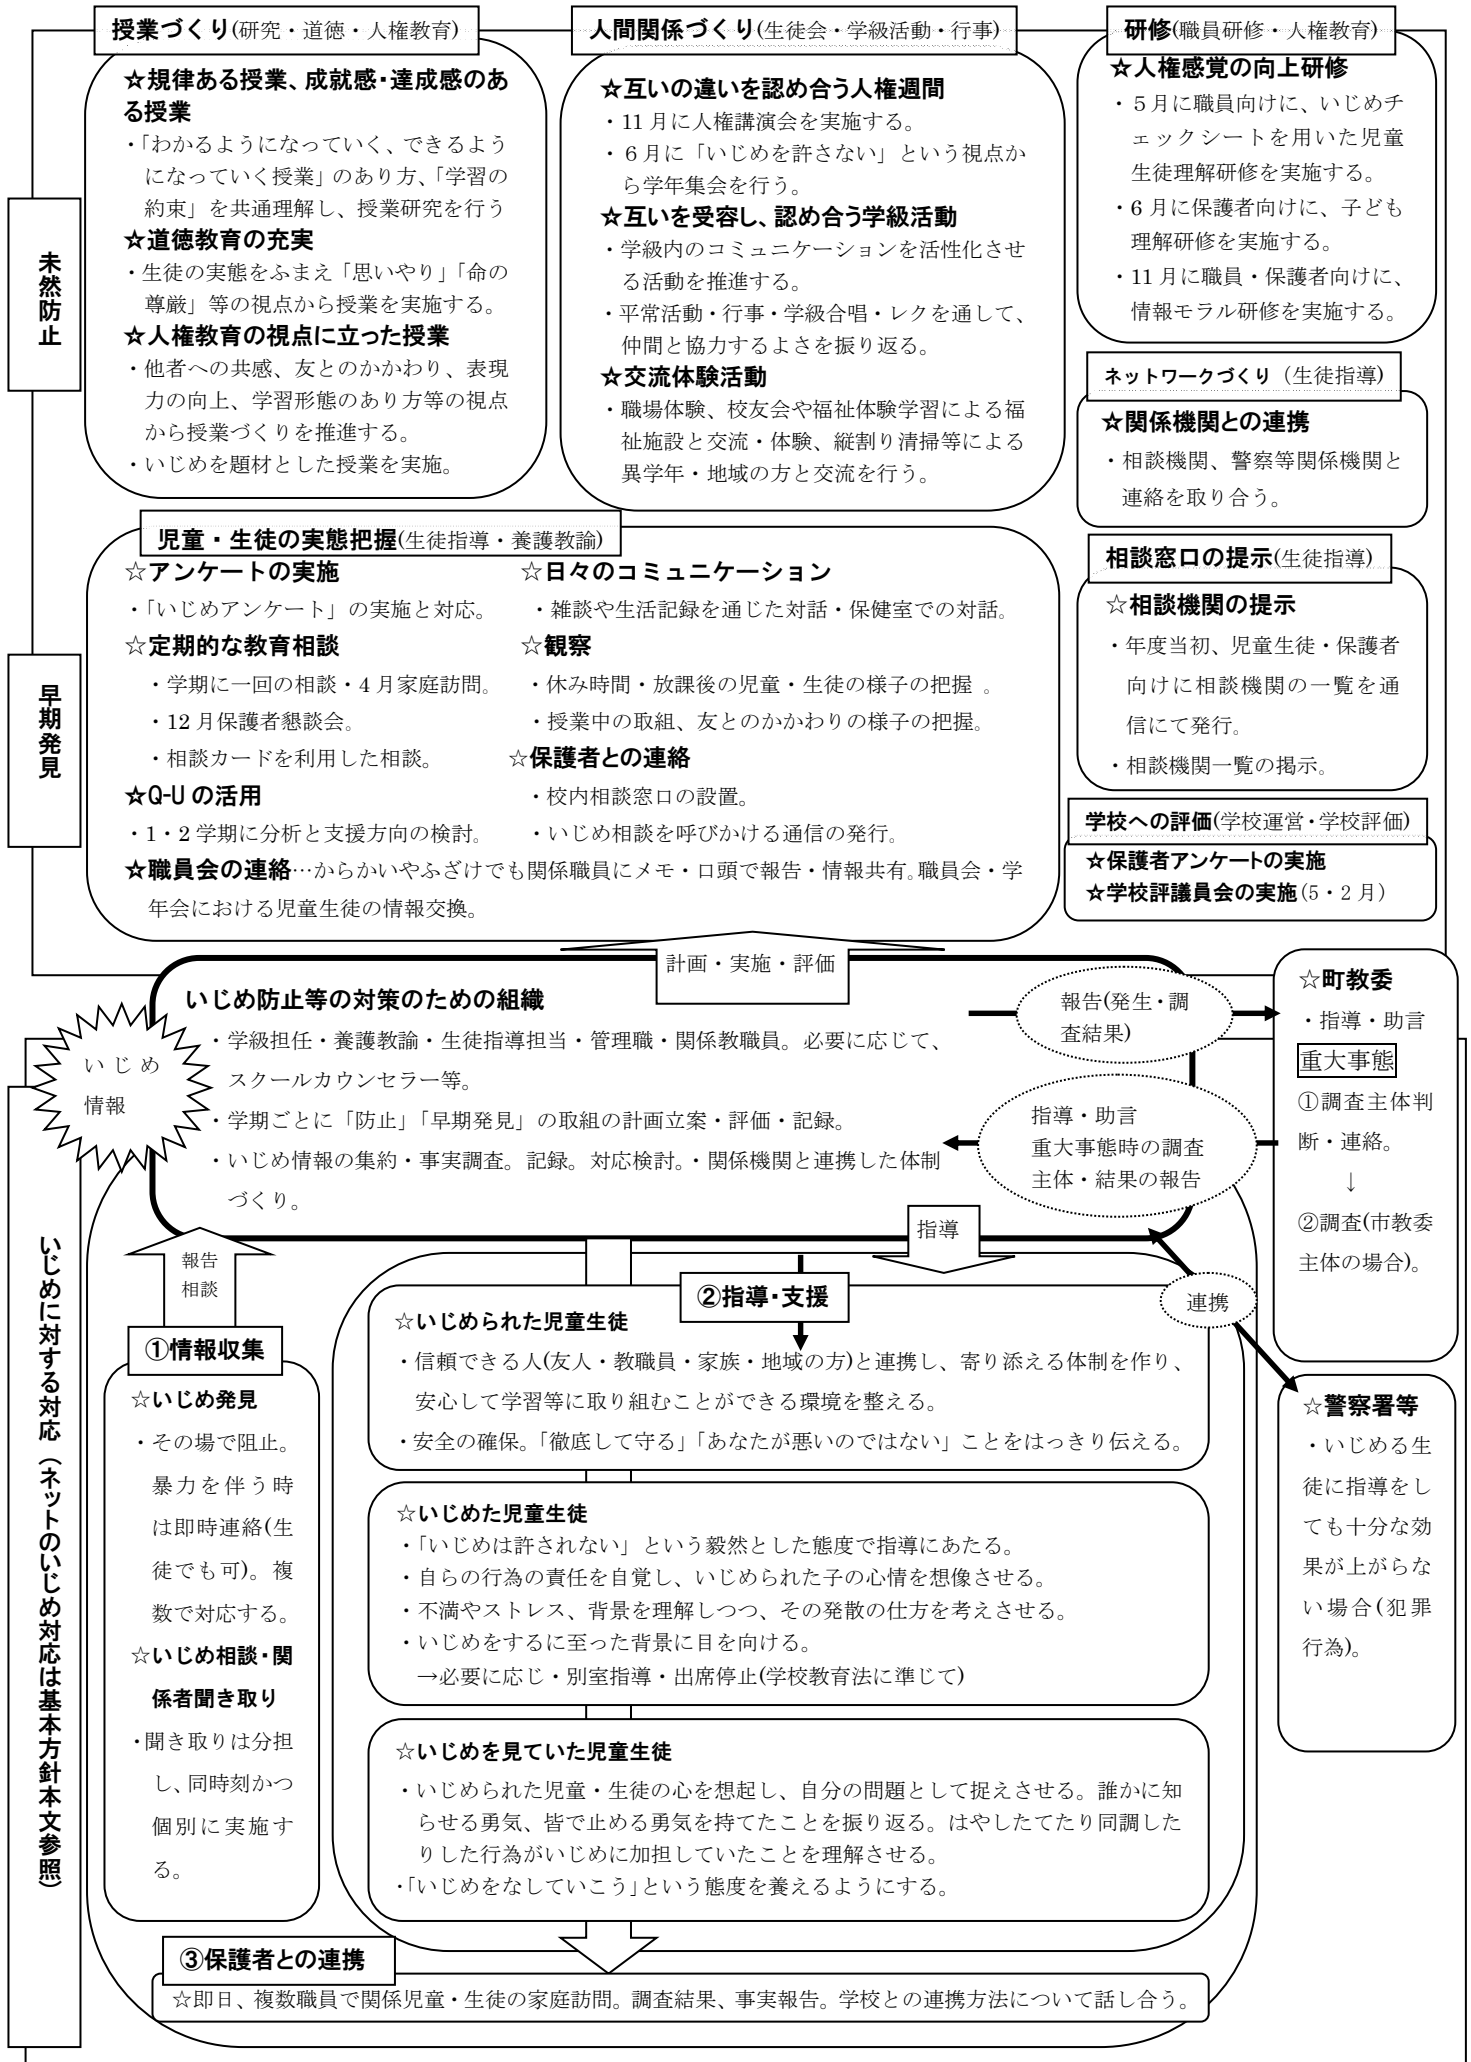 授業づくり(研究・道徳・人権教育)
☆規律ある授業、成就感・達成感のあ
る授業
・「わかるようになっていく、できるよう
になっていく授業」のあり方、「学習の
約束」を共通理解し、授業研究を行う
☆道徳教育の充実
・生徒の実態をふまえ「思いやり」「命の
尊厳」等の視点から授業を実施する。
☆人権教育の視点に立った授業
・他者への共感、友とのかかわり、表現
力の向上、学習形態のあり方等の視点
から授業づくりを推進する。
・いじめを題材とした授業を実施。
人間関係づくり(生徒会・学級活動・行事)
☆互いの違いを認め合う人権週間
・11月に人権講演会を実施する。
・６月に「いじめを許さない」という視点か
ら学年集会を行う。
☆互いを受容し、認め合う学級活動
・学級内のコミュニケーションを活性化させ
る活動を推進する。
・平常活動・行事・学級合唱・レクを通して、
仲間と協力するよさを振り返る。
☆交流体験活動
・職場体験、校友会や福祉体験学習による福
祉施設と交流・体験、縦割り清掃等による
異学年・地域の方と交流を行う。
研修(職員研修・人権教育)
☆人権感覚の向上研修
・５月に職員向けに、いじめチ
ェックシートを用いた児童
生徒理解研修を実施する。
・6月に保護者向けに、子ども
理解研修を実施する。
・11月に職員・保護者向けに、
情報モラル研修を実施する。
ネットワークづくり（生徒指導)
☆関係機関との連携
・相談機関、警察等関係機関と
連絡を取り合う。
未然防止
児童・生徒の実態把握(生徒指導・養護教諭)
☆アンケートの実施
・「いじめアンケート」の実施と対応。
☆定期的な教育相談
・学期に一回の相談・4月家庭訪問。
・12月保護者懇談会。
・相談カードを利用した相談。
☆Q-Uの活用
・1・2学期に分析と支援方向の検討。
☆日々のコミュニケーション
・雑談や生活記録を通じた対話・保健室での対話。
☆観察
・休み時間・放課後の児童・生徒の様子の把握 。
・授業中の取組、友とのかかわりの様子の把握。
☆保護者との連絡
・校内相談窓口の設置。
・いじめ相談を呼びかける通信の発行。
☆職員会の連絡…からかいやふざけでも関係職員にメモ・口頭で報告・情報共有。職員会・学
年会における児童生徒の情報交換。
相談窓口の提示(生徒指導)
☆相談機関の提示
・年度当初、児童生徒・保護者
向けに相談機関の一覧を通
信にて発行。
・相談機関一覧の掲示。
学校への評価(学校運営・学校評価)
☆保護者アンケートの実施
☆学校評議員会の実施(5・2月)
早期発見
計画・実施・評価
いじめ防止等の対策のための組織
・学級担任・養護教諭・生徒指導担当・管理職・関係教職員。必要に応じて、
スクールカウンセラー等。
・学期ごとに「防止」「早期発見」の取組の計画立案・評価・記録。
・いじめ情報の集約・事実調査。記録。対応検討。・関係機関と連携した体制
づくり。
いじめ
情報
報告(発生・調
査結果)
指導・助言
重大事態時の調査
主体・結果の報告
☆町教委
・指導・助言
重大事態
①調査主体判
断・連絡。
↓
②調査(市教委
主体の場合)。
指導
連携
報告
相談
①情報収集
☆いじめ発見
・その場で阻止。
暴力を伴う時
は即時連絡(生
徒でも可)。複
数で対応する。
☆いじめ相談・関
係者聞き取り
・聞き取りは分担
し、同時刻かつ
個別に実施す
る。
②指導・支援
☆いじめられた児童生徒
・信頼できる人(友人・教職員・家族・地域の方)と連携し、寄り添える体制を作り、
安心して学習等に取り組むことができる環境を整える。
・安全の確保。「徹底して守る」「あなたが悪いのではない」ことをはっきり伝える。
☆いじめた児童生徒
・「いじめは許されない」という毅然とした態度で指導にあたる。
・自らの行為の責任を自覚し、いじめられた子の心情を想像させる。
・不満やストレス、背景を理解しつつ、その発散の仕方を考えさせる。
・いじめをするに至った背景に目を向ける。
→必要に応じ・別室指導・出席停止(学校教育法に準じて)
☆いじめを見ていた児童生徒
・いじめられた児童・生徒の心を想起し、自分の問題として捉えさせる。誰かに知
らせる勇気、皆で止める勇気を持てたことを振り返る。はやしたてたり同調した
りした行為がいじめに加担していたことを理解させる。
・「いじめをなしていこう」という態度を養えるようにする。
☆警察署等
・いじめる生
徒に指導をし
ても十分な効
果が上がらな
い場合(犯罪
行為)。
③保護者との連携
☆即日、複数職員で関係児童・生徒の家庭訪問。調査結果、事実報告。学校との連携方法について話し合う。
いじめに対する対応（ネットのいじめ対応は基本方針本文参照）